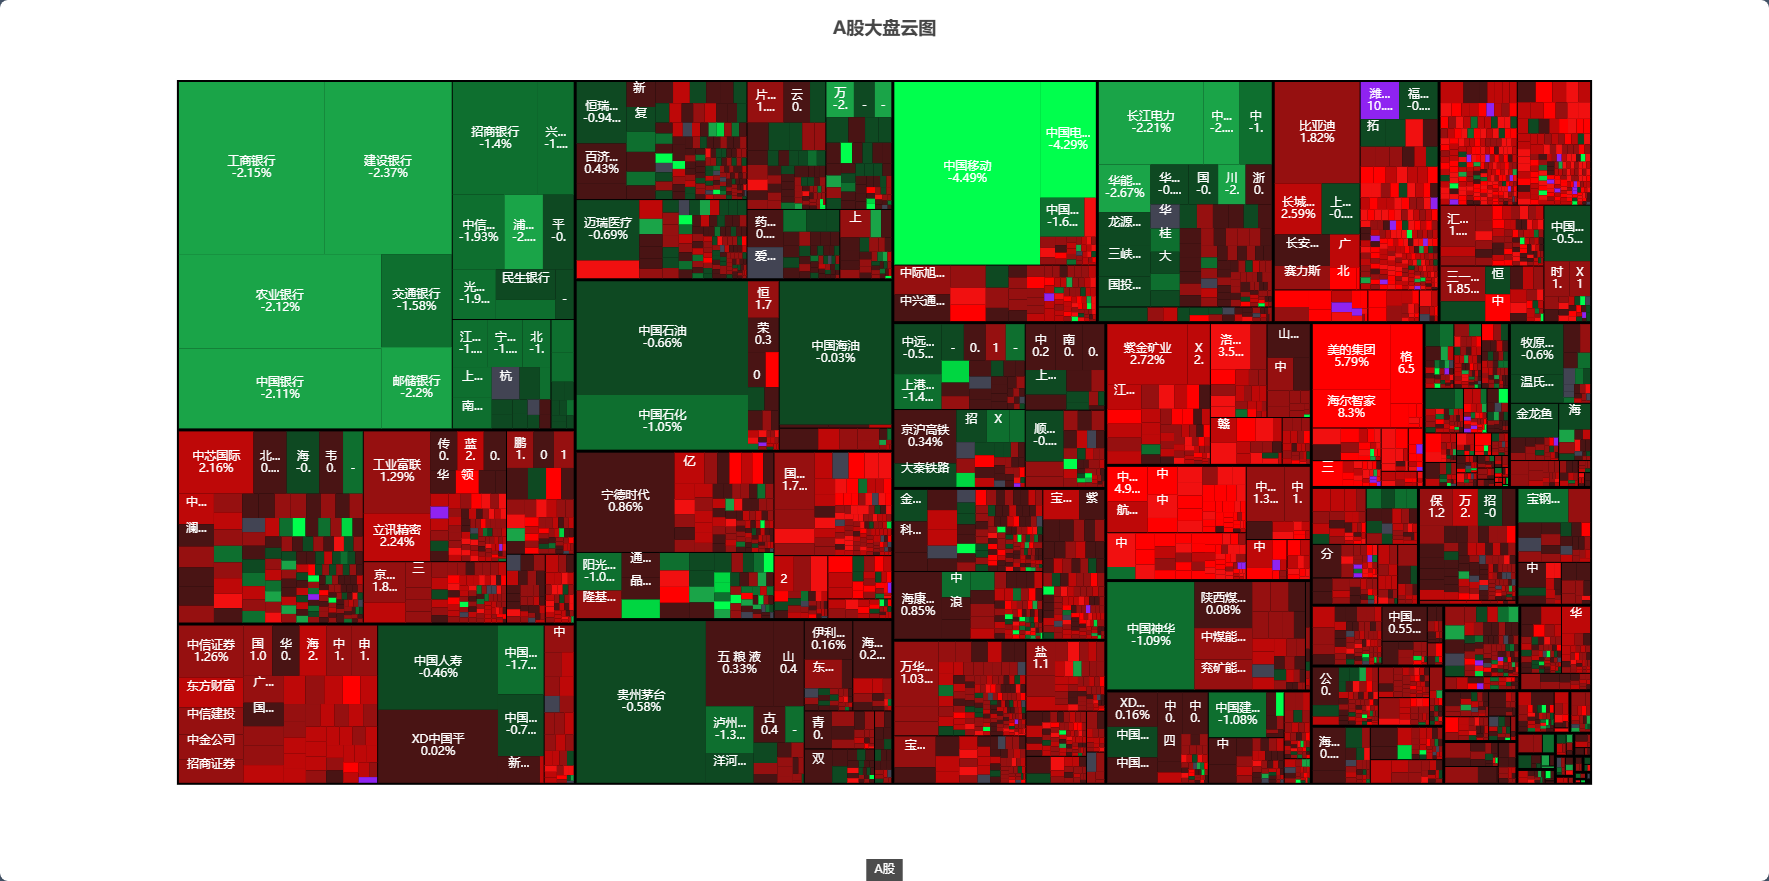 A股大盘云图
工商银行
-2.15%
建设银行
-2.37%
招商银行
-1.4%
兴...
-1....
农业银行
-2.12%
交通银行
-1.58%
中信...
-1.93%
浦...
-2....
平
-0.
光...
-1.9...
民生银行
-
中国银行
-2.11%
邮储银行
-2.2%
江...
-1....
宁...
-1....
北
-1.
上...
杭
南...
恒瑞...
-0.94...
新
复
百济...
0.43%
片...
1....
云
0.
万
-2.
-
-
迈瑞医疗
-0.69%
药...
0....
上
爱...
中国石油
-0.66%
恒
1.7
荣
0.3
0
中国海油
-0.03%
中国石化
-1.05%
中国移动
-4.49%
中国电...
-4.29%
中国...
-1.6...
中际旭...
中兴通...
长江电力
-2.21%
中...
-2....
中
-1.
华能...
-2.67%
华...
-0....
国
-0.
川
-2.
浙
0.
龙源...
华
桂
三峡...
大
国投...
比亚迪
1.82%
潍...
10....
福...
-0....
拓
长城...
2.59%
上...
-0....
长安...
广
赛力斯
北
汇...
1....
中国...
-0.5...
三一...
1.85...
恒
中
时
1.
X
1
中芯国际
2.16%
北...
0....
海
-0.
韦
0.
-
中...
澜...
工业富联
1.29%
传
0.
蓝
2.
0.
鹏
1.
0
1
华
领
立讯精密
2.24%
京...
1.8...
三
宁德时代
0.86%
亿
国...
1.7...
阳光...
-1.0...
通...
晶...
隆基...
2
中远...
-0.5...
-
0.
1
-
中
0.2
南
0.
0.
上港...
-1.4...
上...
京沪高铁
0.34%
招
X
顺...
-0....
大秦铁路
紫金矿业
2.72%
X
2.
洛...
3.5...
山...
中
江...
赣
美的集团
5.79%
格
6.5
海尔智家
8.3%
三
牧原...
-0.6%
温氏...
金龙鱼
海
金...
科...
宝...
紫
海康...
0.85%
中
浪
中...
4.9...
中
中
航...
中...
1.3...
中
1.
中
中
分
保
1.2
万
2.
招
-0
宝钢...
中
中信证券
1.26%
国
1.0
华
0.
海
2.
中
1.
申
1.
东方财富
广...
中信建投
国...
中金公司
招商证券
中国人寿
-0.46%
中国...
-1.7...
中
XD中国平
0.02%
中国...
-0.7...
新...
贵州茅台
-0.58%
五 粮 液
0.33%
山
0.4
伊利...
0.16%
海...
0.2...
东...
泸州...
-1.3...
古
0.4
-
青
0.
洋河...
双
万华...
1.03...
盐
1.1
宝...
中国神华
-1.09%
陕西煤...
0.08%
中煤能...
兖矿能...
XD...
0.16%
中
0.
中
0.
中国建...
-1.08%
中国...
四
中
中国...
中国...
0.55...
华
公
0.
海...
0....
A股